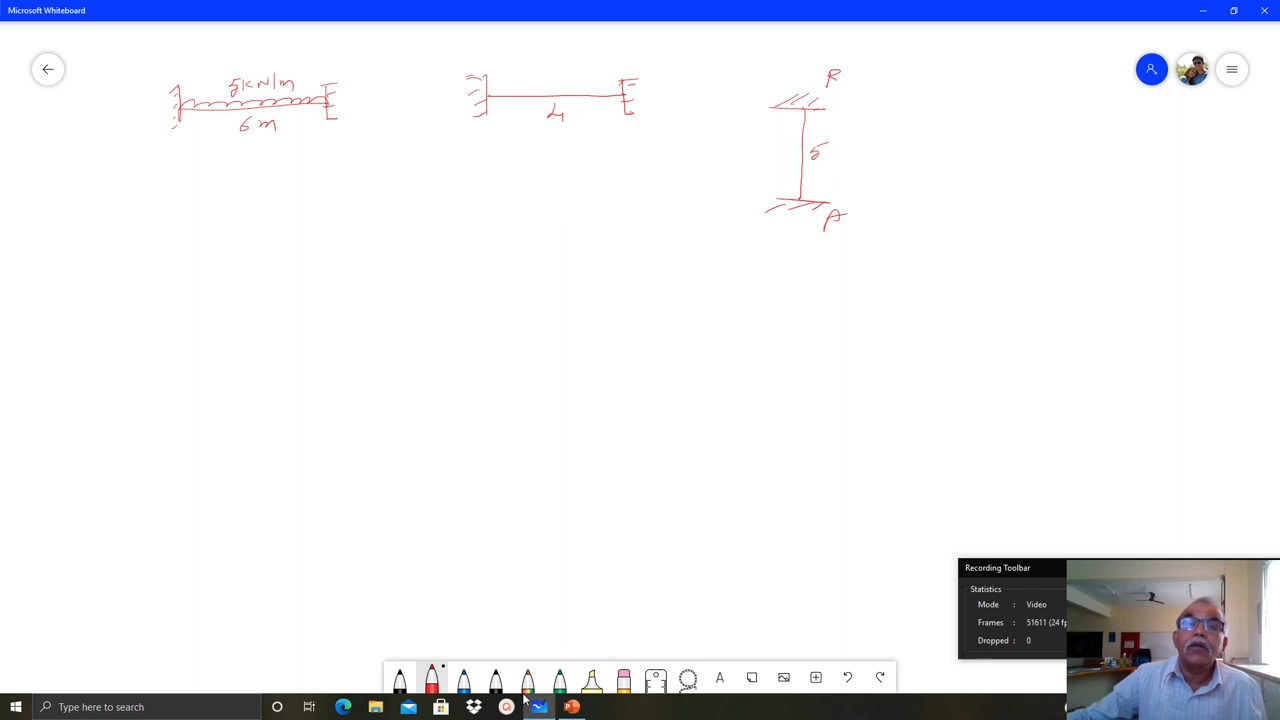 Microsoft Whiteboard
5kN/m
6 m
4
5
A
Recording Toolbar
Statistics
Mode : Video
Frames : 51611 (24 fp
Dropped : 0
A
Type here to search